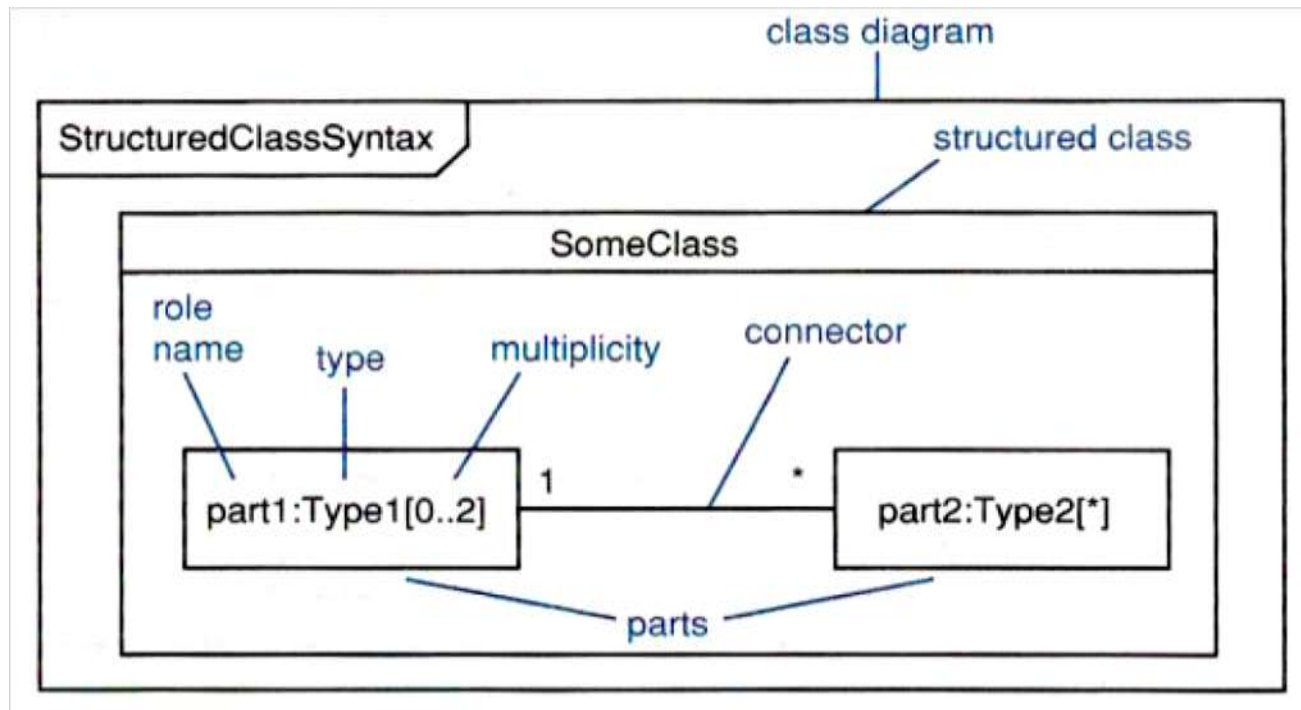 class diagram
StructuredClassSyntax
structured class
SomeClass
role
name
type
multiplicity
connector
part1:Type1[0..2]
1
*
part2:Type2[*]
parts